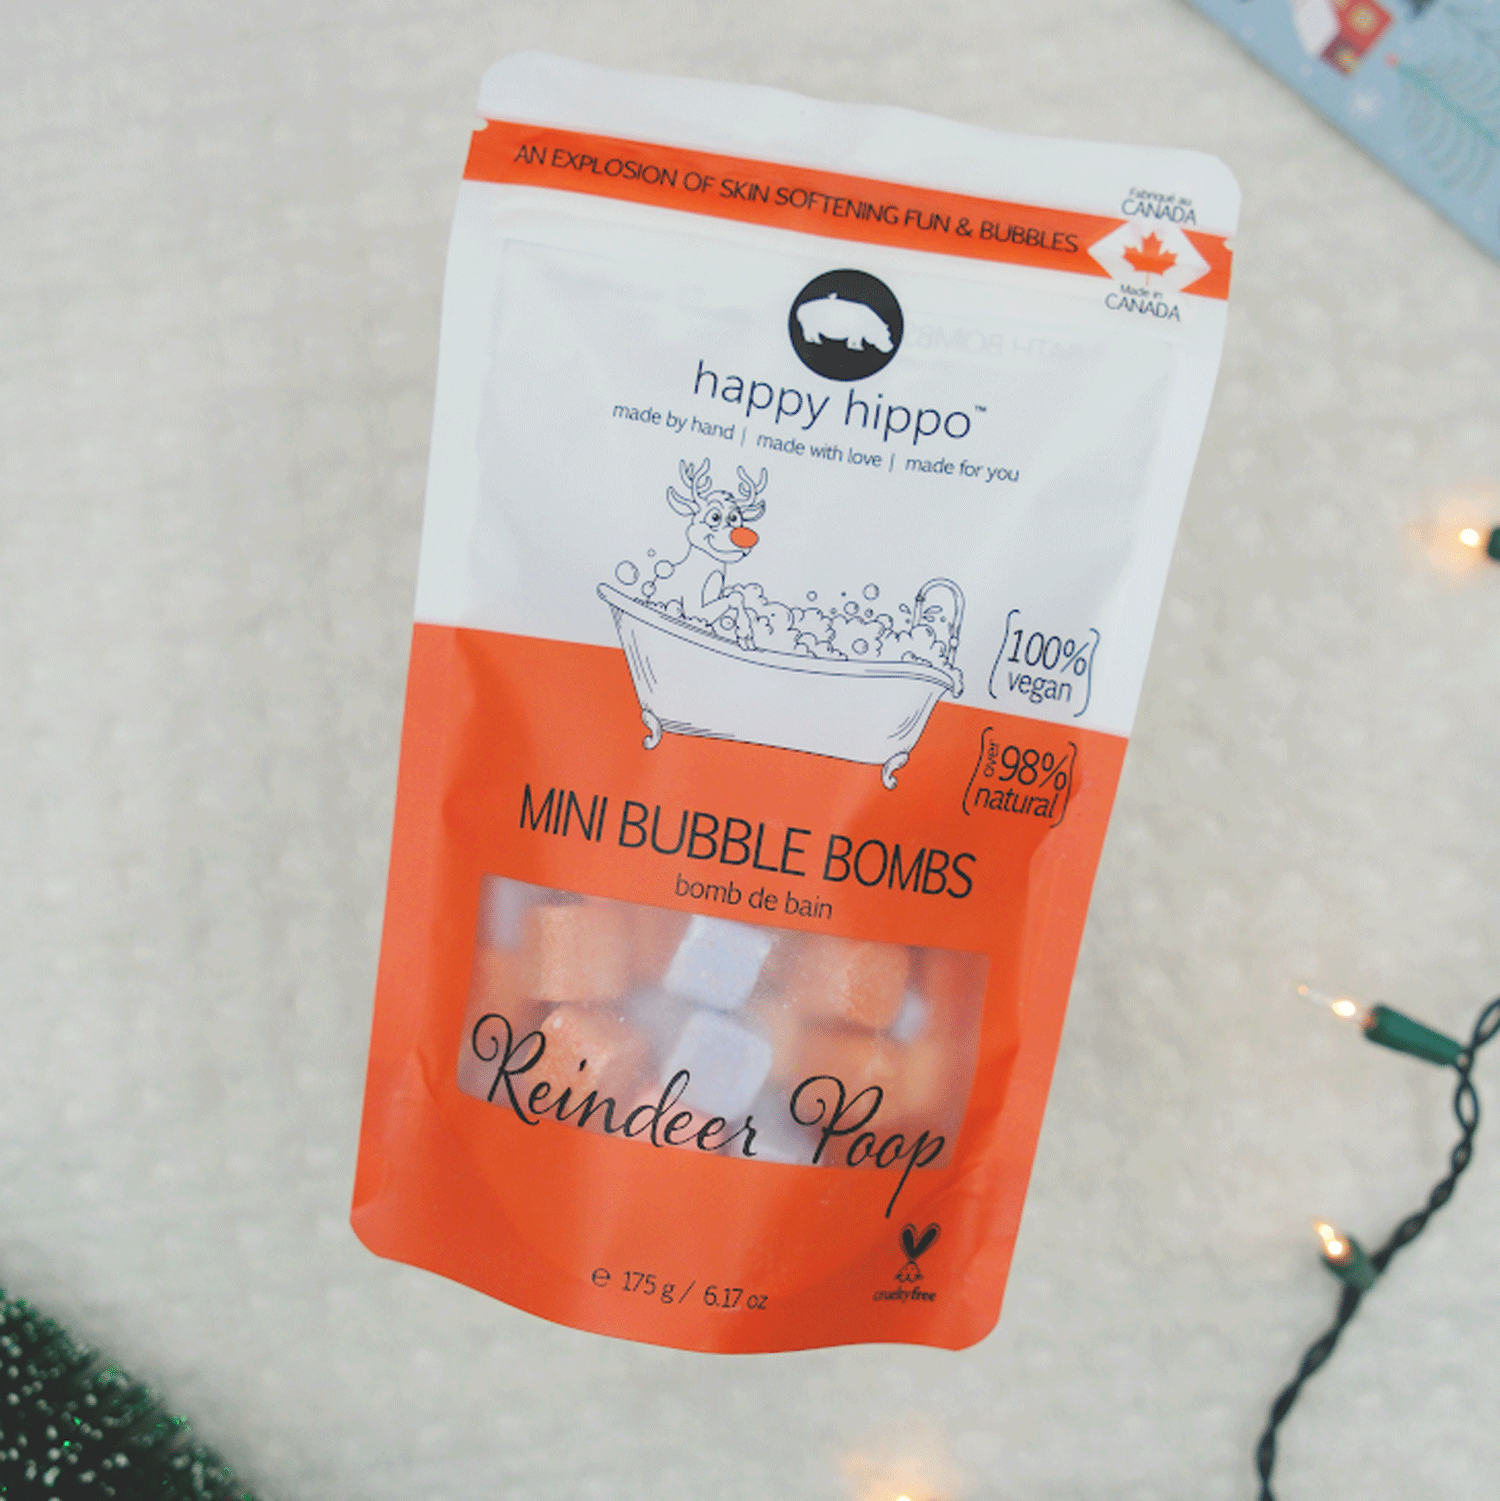 AN EXPLOSION OF SKIN SOFTENING FUN & BUBBLES
Fabriqué au
CANADA
Made in
CANADA
happy hippo™
made by hand | made with love | made for you
100%
vegan
over 98%
natural
MINI BUBBLE BOMBS
bomb de bain
Reindeer Poop
crueltyfree
℮ 175 g / 6.17 oz